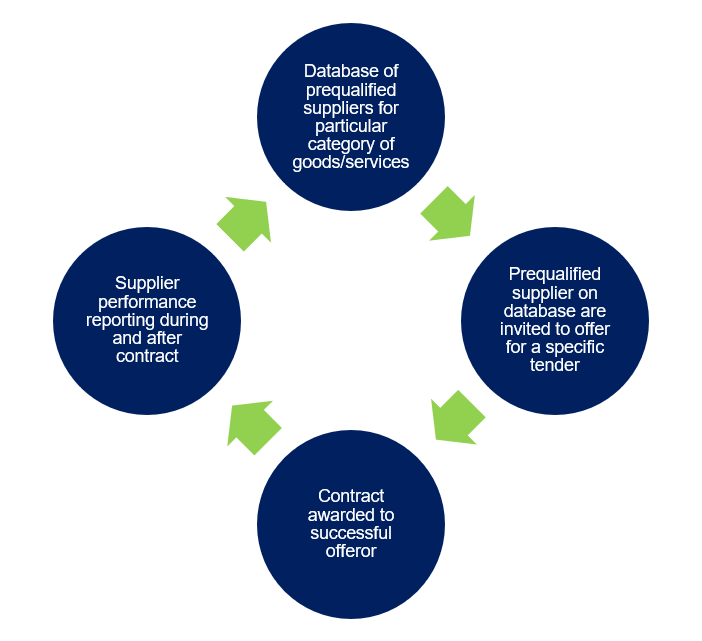 Database of
prequalified
suppliers for
particular
category of
goods/services
Prequalified
supplier on
database are
invited to offer
for a specific
tender
Contract
awarded to
successful
offeror
Supplier
performance
reporting during
and after
contract